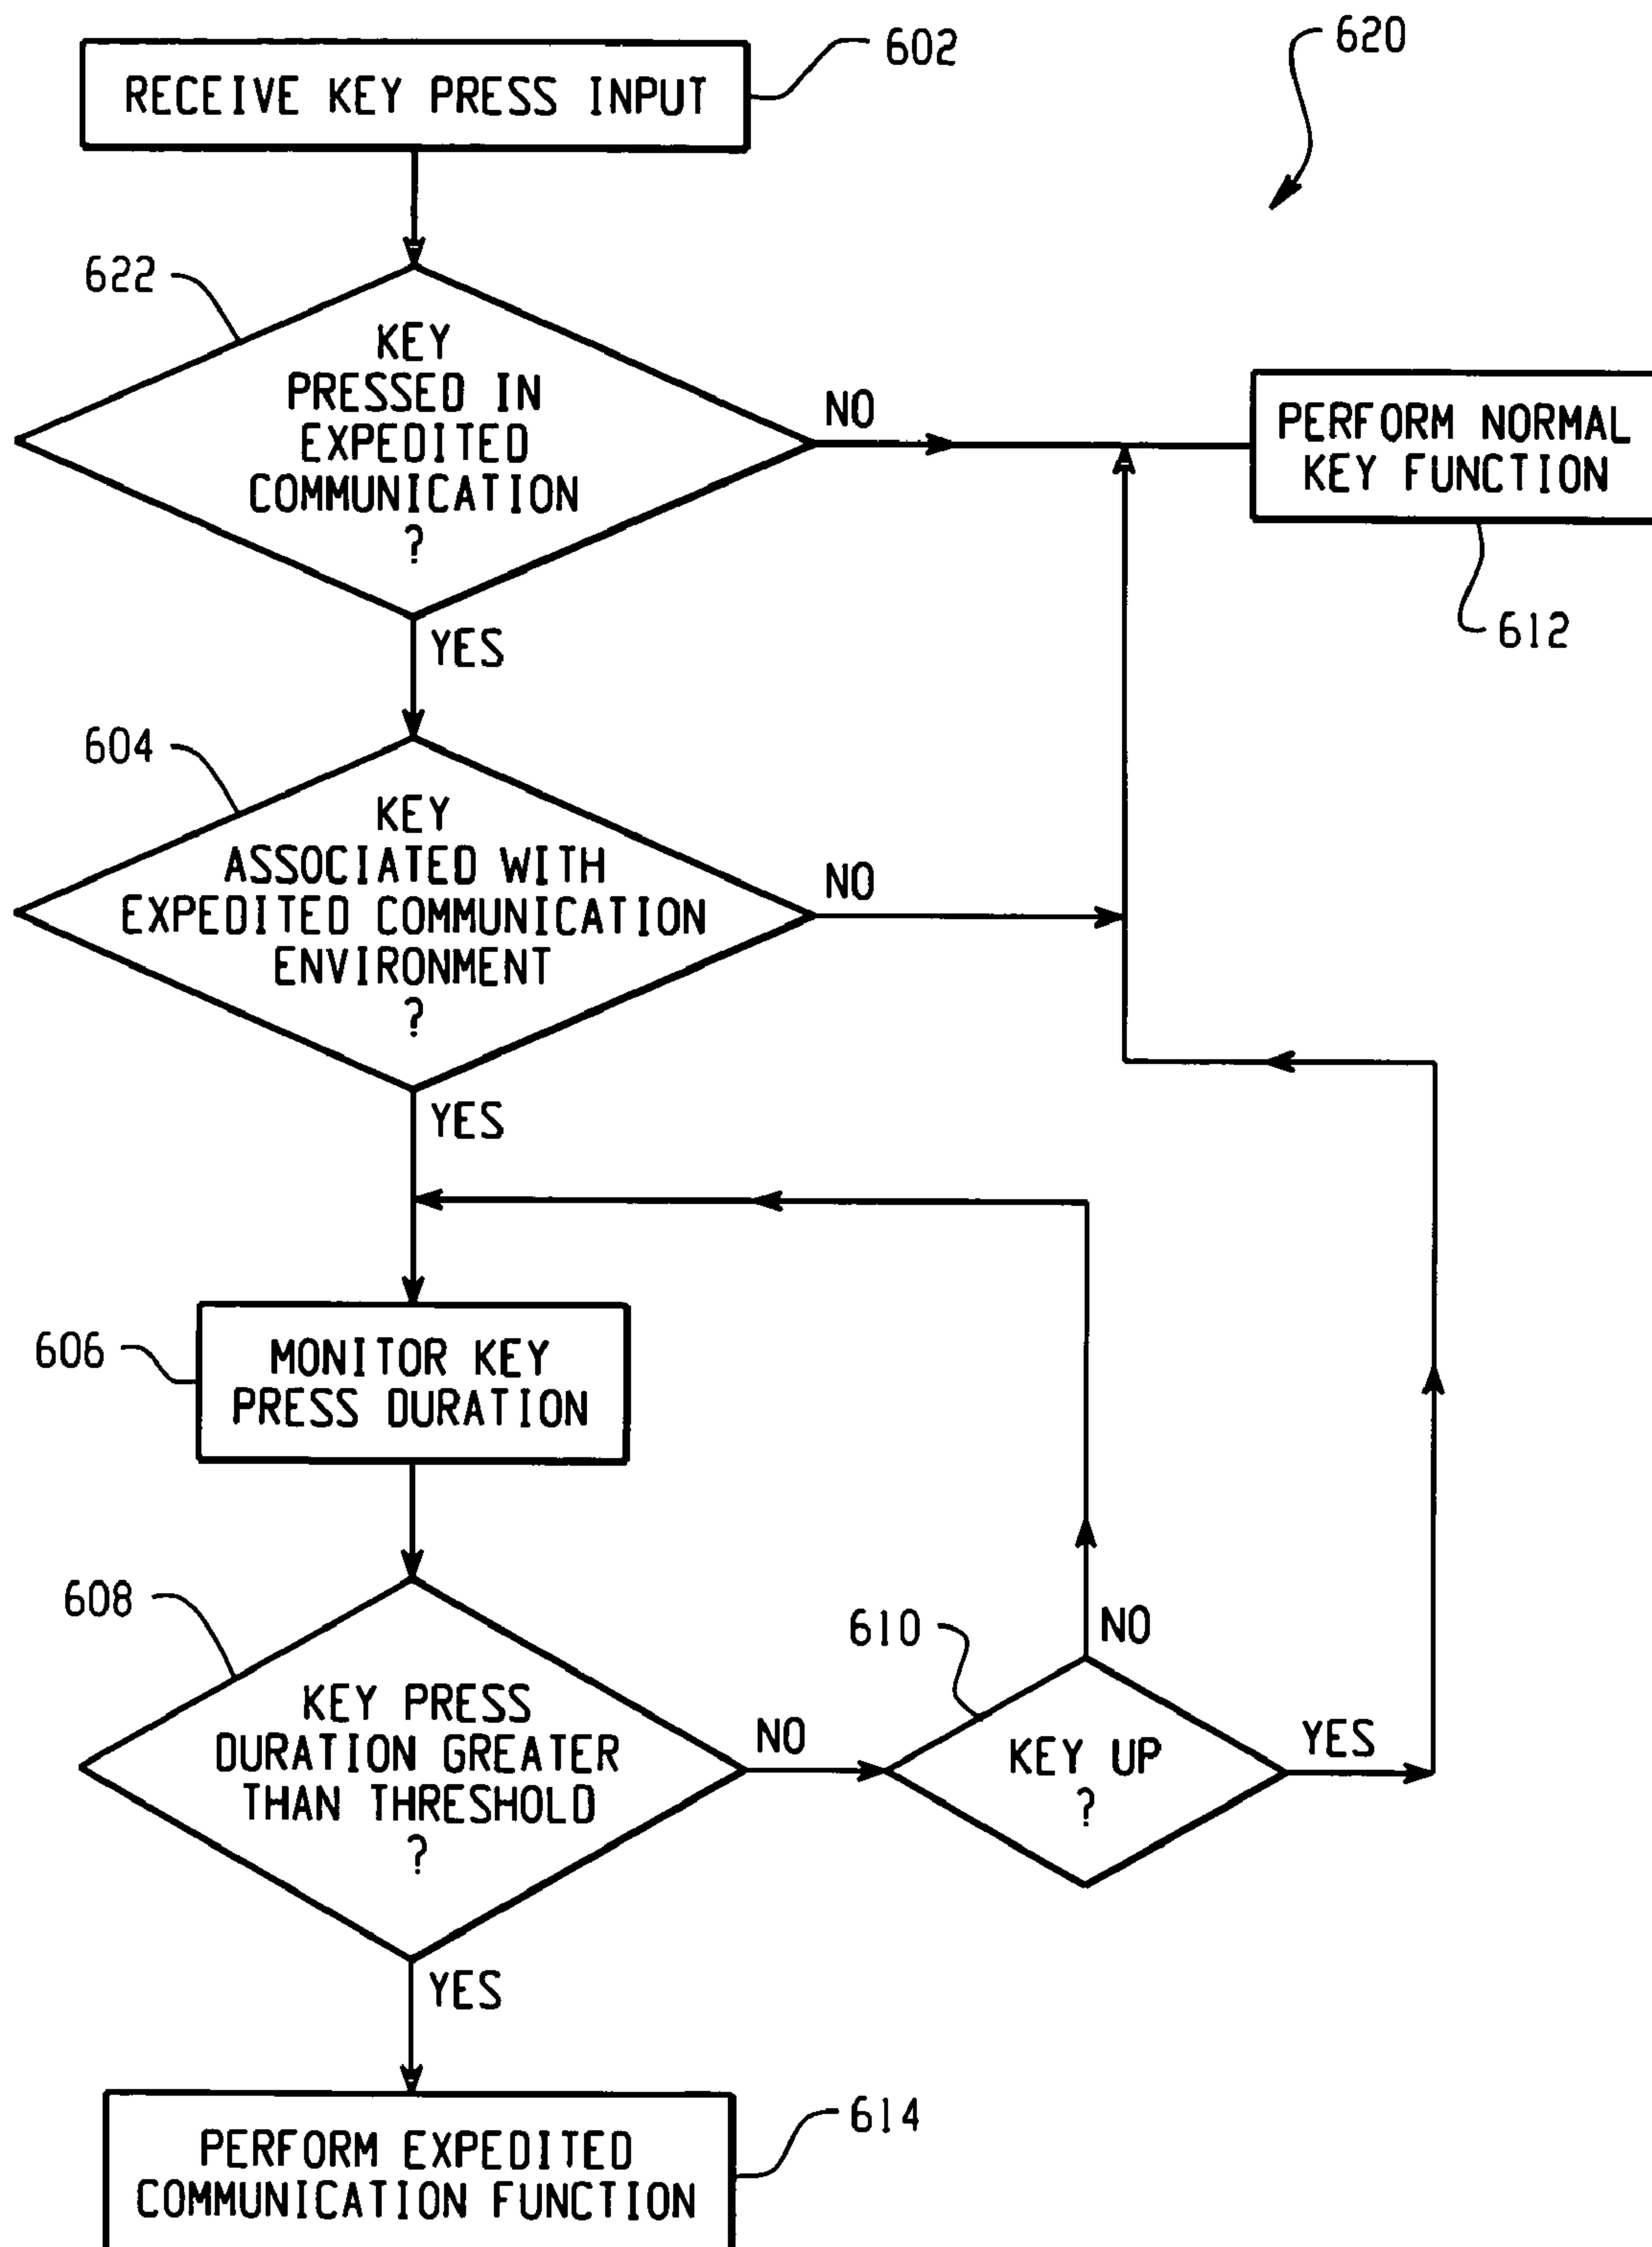 602
620
RECEIVE KEY PRESS INPUT
622
KEY
PRESSED IN
EXPEDITED
COMMUNICATION
?
NO
PERFORM NORMAL
KEY FUNCTION
612
YES
604
KEY
ASSOCIATED WITH
EXPEDITED COMMUNICATION
ENVIRONMENT
?
NO
YES
606
MONITOR KEY
PRESS DURATION
608
KEY PRESS
DURATION GREATER
THAN THRESHOLD
?
NO
610
NO
KEY UP
?
YES
YES
614
PERFORM EXPEDITED
COMMUNICATION FUNCTION